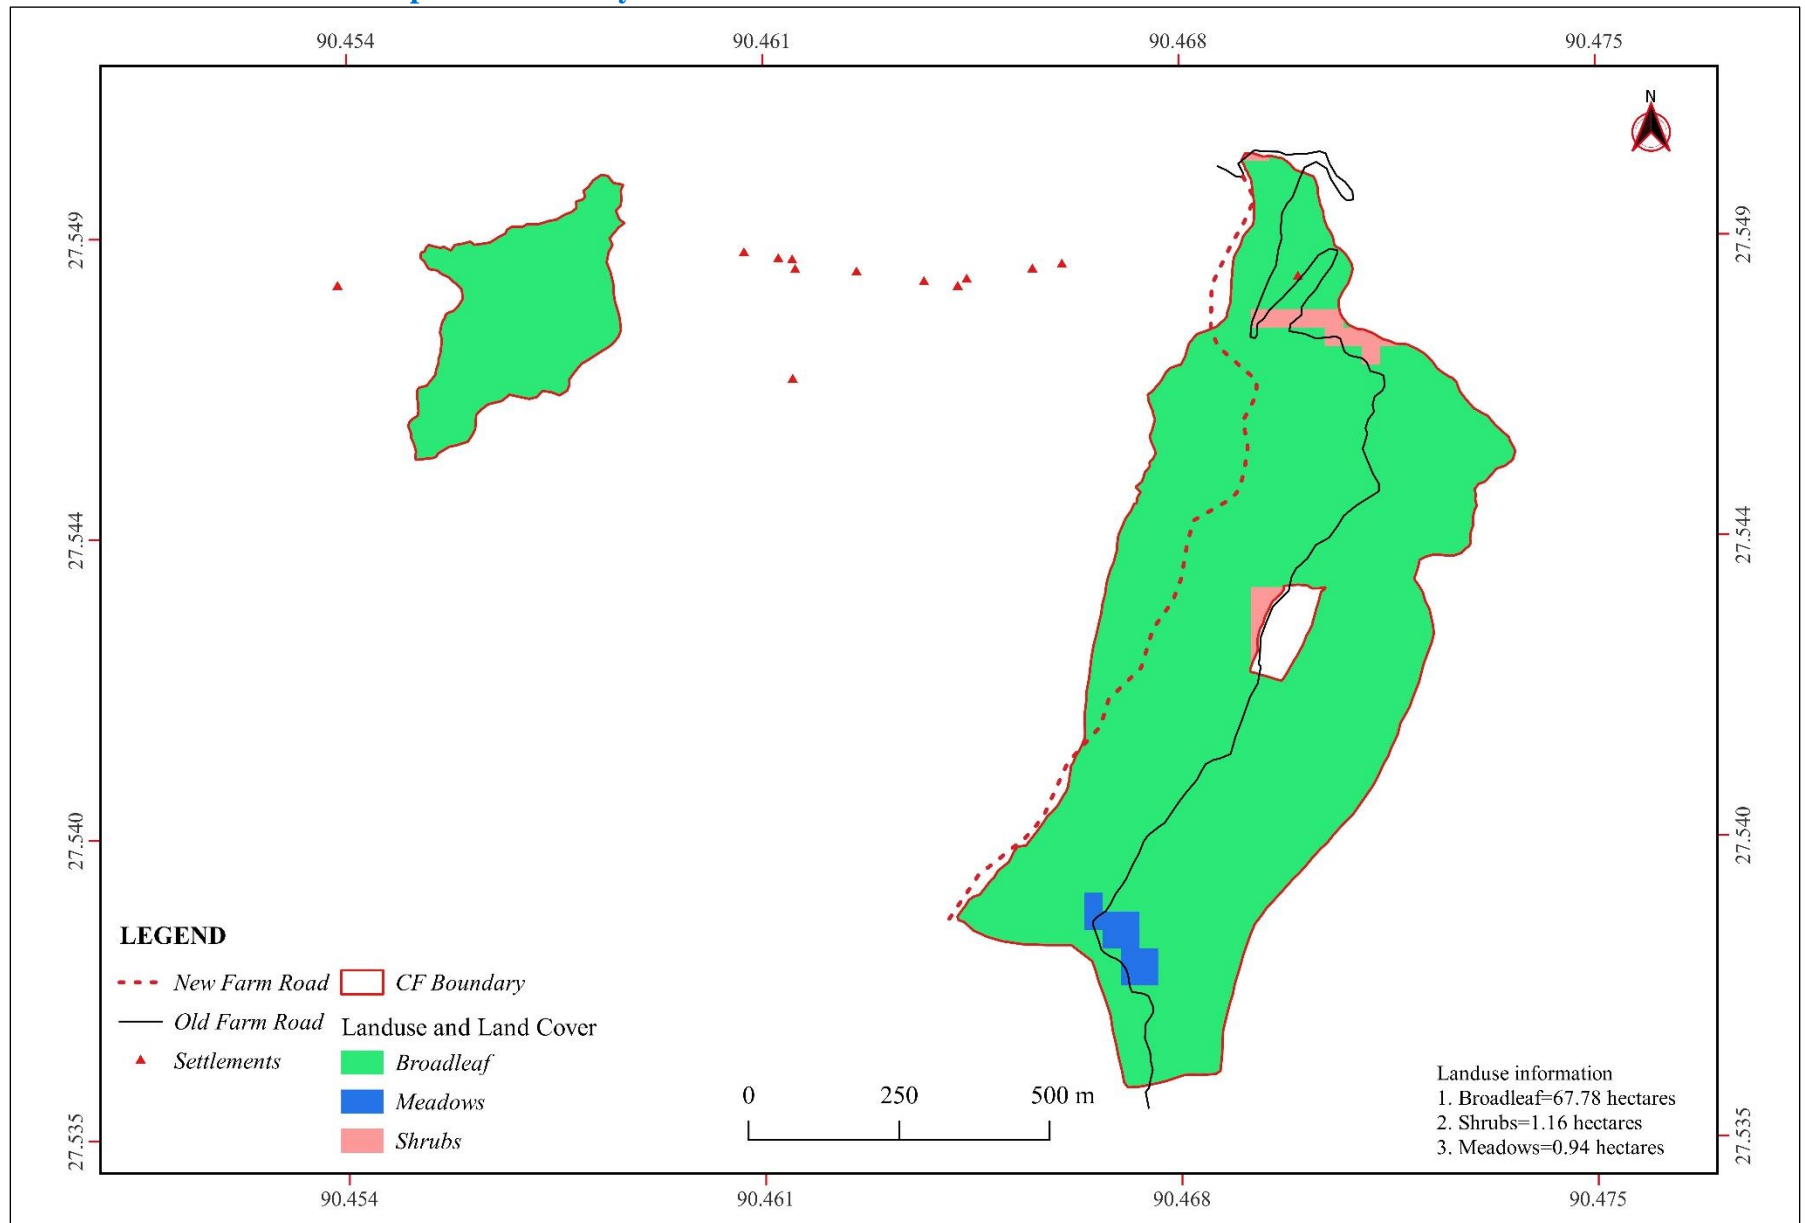 90.454 90.461 90.468 90.475
N
27.549 27.549
27.544 27.544
27.540 27.540
27.535 27.535
LEGEND
New Farm Road
Old Farm Road
Settlements
CF Boundary
Landuse and Land Cover
Broadleaf
Meadows
Shrubs
0 250 500 m
Landuse information
1. Broadleaf=67.78 hectares
2. Shrubs=1.16 hectares
3. Meadows=0.94 hectares
90.454 90.461 90.468 90.475